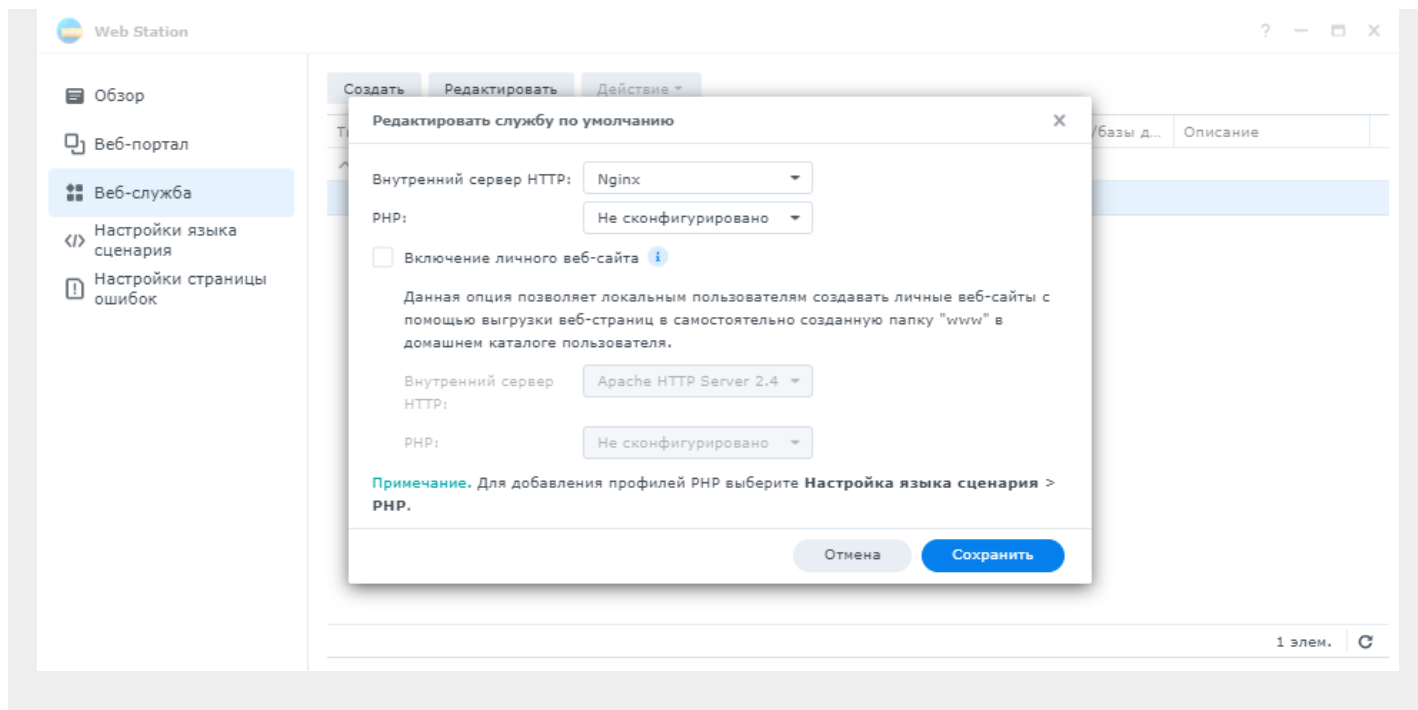 Web Station
?
Обзор
Веб-портал
Веб-служба
Настройки языка
сценария
Настройки страницы
ошибок
Создать Редактировать Действие
/базы д... Описание
Редактировать службу по умолчанию
Внутренний сервер HTTP: Nginx
PHP: Не сконфигурировано
Включение личного веб-сайта i
Данная опция позволяет локальным пользователям создавать личные веб-сайты с
помощью выгрузки веб-страниц в самостоятельно созданную папку "www" в
домашнем каталоге пользователя.
Внутренний сервер
HTTP:
Apache HTTP Server 2.4
PHP: Не сконфигурировано
Примечание. Для добавления профилей PHP выберите Настройка языка сценария >
PHP.
Отмена Сохранить
1 элем.